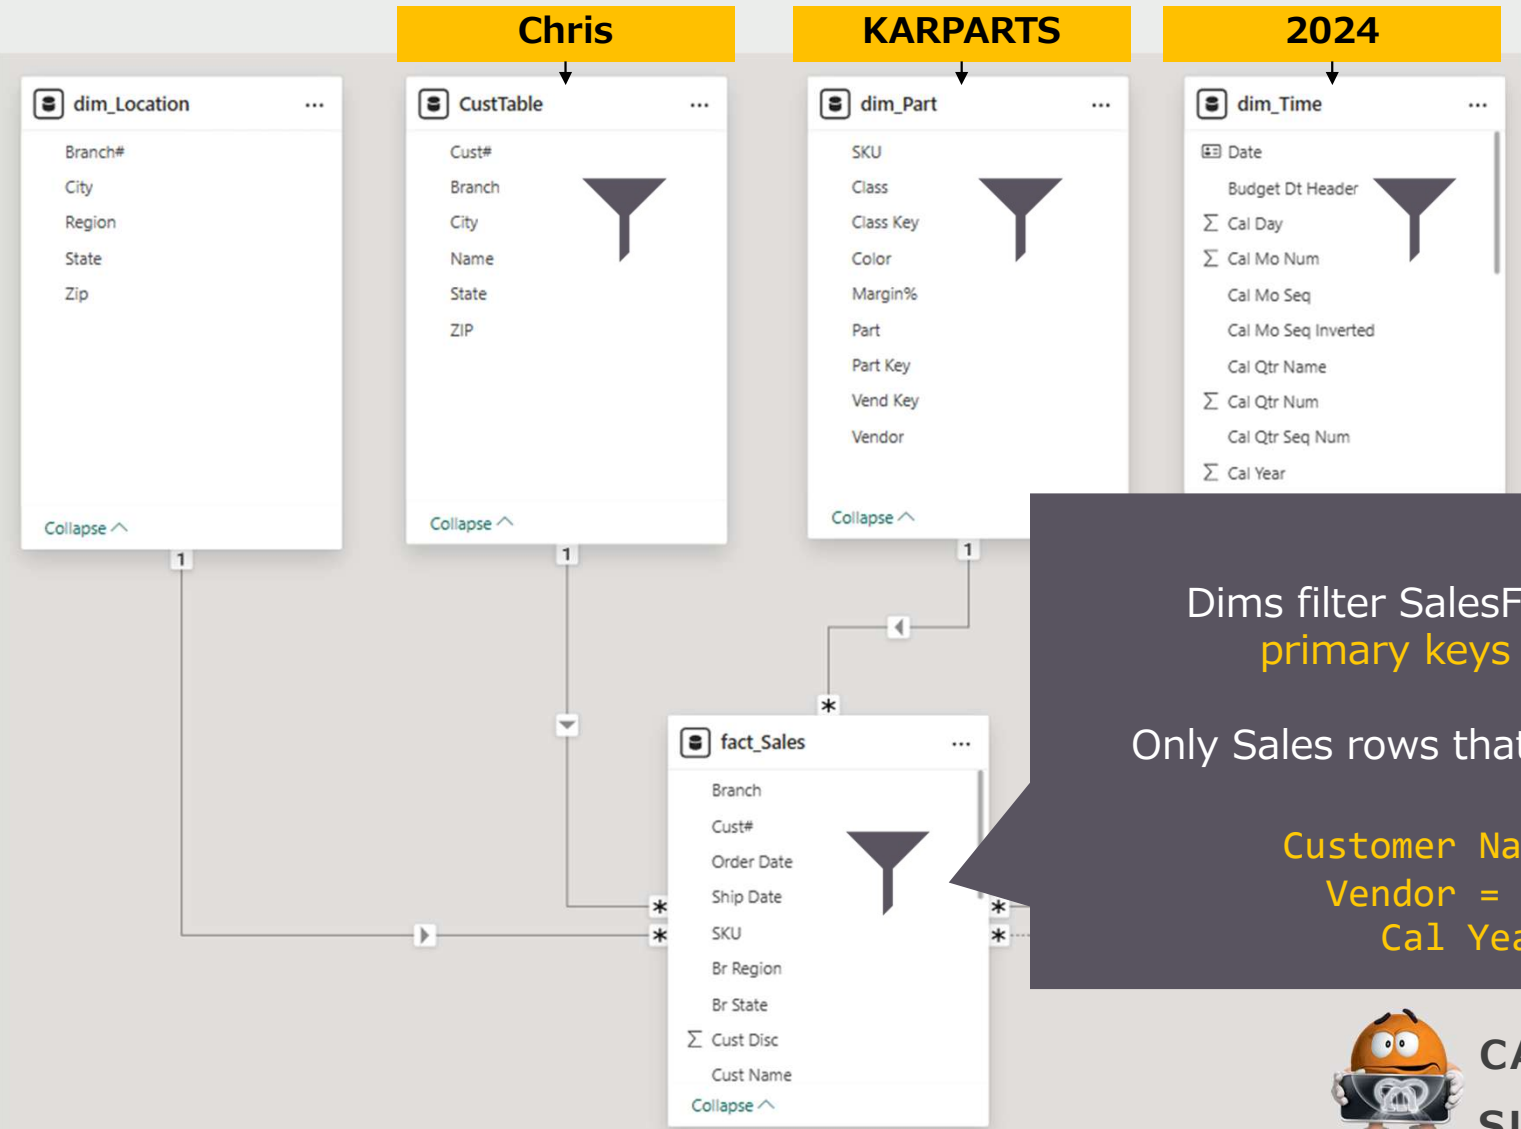 Chris
KARPARTS
2024
dim_Location
...
Branch#
City
Region
State
Zip
Collapse
1
CustTable
...
Cust#
Branch
City
Name
State
ZIP
Collapse
1
dim_Part
...
SKU
Class
Class Key
Color
Margin%
Part
Part Key
Vend Key
Vendor
Collapse
1
dim_Time
...
Date
Budget Dt Header
Σ Cal Day
Σ Cal Mo Num
Cal Mo Seq
Cal Mo Seq Inverted
Cal Qtr Name
Σ Cal Qtr Num
Cal Qtr Seq Num
Σ Cal Year
*
*
*
*
*
fact_Sales
...
Branch
Cust#
Order Date
Ship Date
SKU
Br Region
Br State
Σ Cust Disc
Cust Name
Collapse
Dims filter SalesF
primary keys
Only Sales rows that
Customer Na
Vendor =
Cal Yea
CA